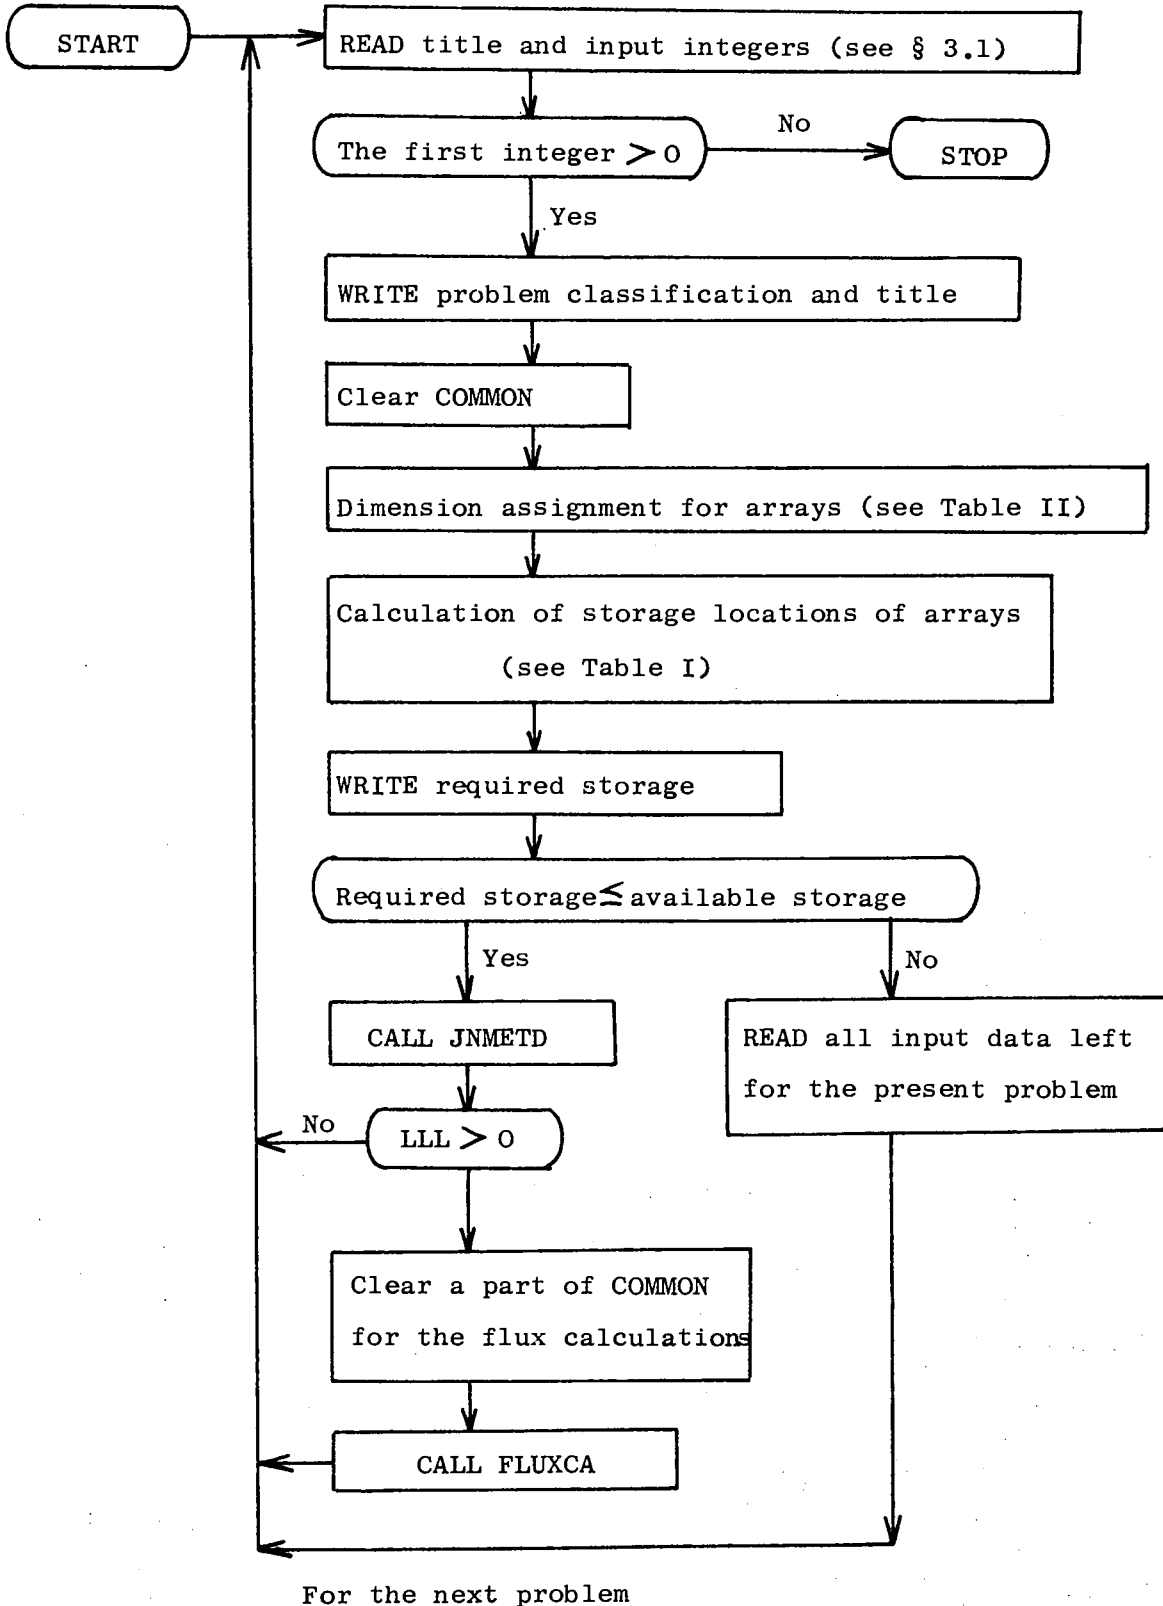 START
READ title and input integers (see § 3.1)
The first integer > 0
No
STOP
Yes
WRITE problem classification and title
Clear COMMON
Dimension assignment for arrays (see Table II)
Calculation of storage locations of arrays
(see Table I)
WRITE required storage
Required storage ≦ available storage
Yes
No
CALL JNMETD
READ all input data left
for the present problem
No
LLL > 0
Clear a part of COMMON
for the flux calculations
CALL FLUXCA
For the next problem